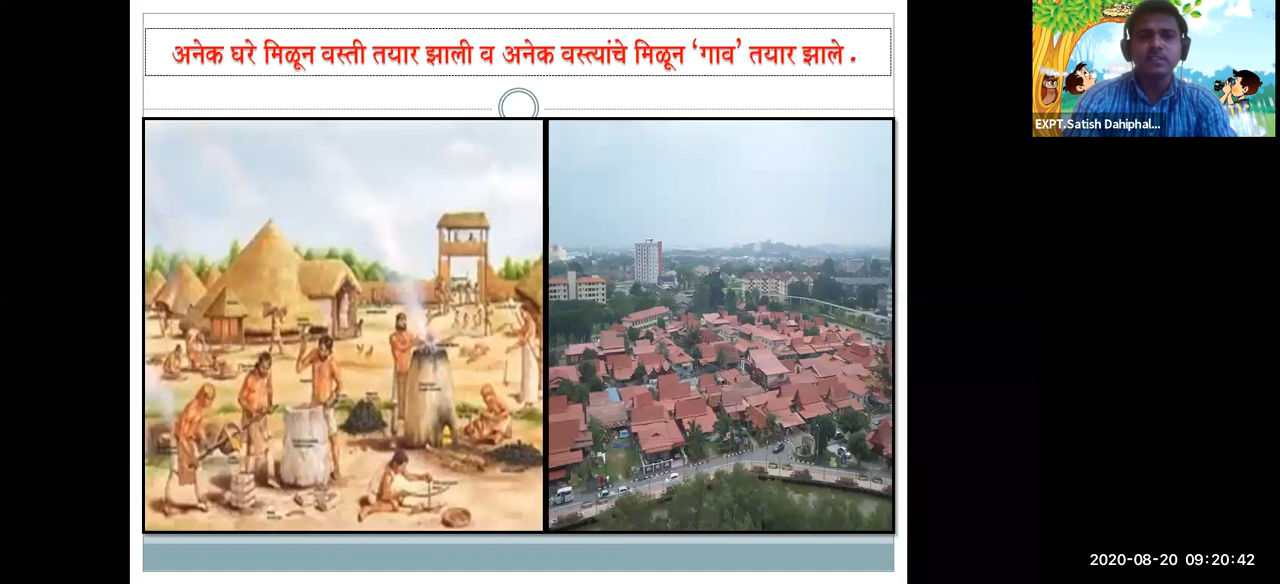 अनेक घरे मिळून वस्ती तयार झाली व अनेक वस्त्यांचे मिळून ‘गाव’ तयार झाले .
EXPT.Satish Dahiphal...
2020-08-20 09:20:42